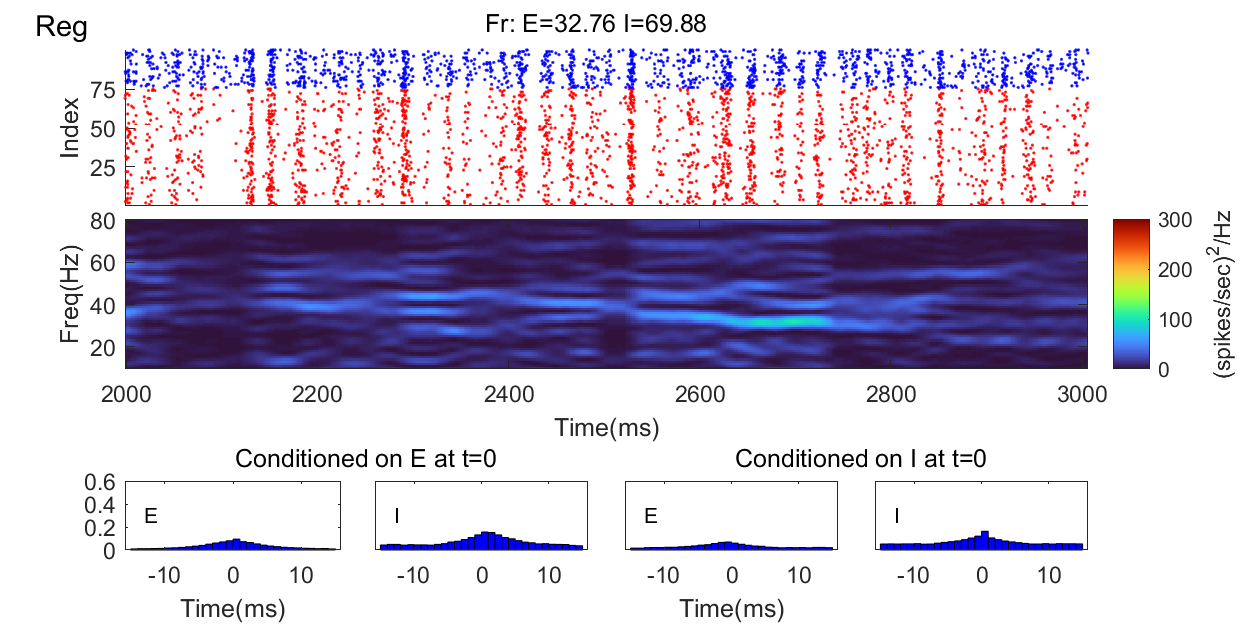 Reg
Fr: E=32.76 I=69.88
Index
75
50
25
Freq(Hz)
80
60
40
20
2000 2200 2400 2600 2800 3000
Time(ms)
300
200
100
0
(spikes/sec)²/Hz
Conditioned on E at t=0
Conditioned on I at t=0
0.6
0.4
0.2
0
E
I
E
I
-10 0 10
-10 0 10
-10 0 10
-10 0 10
Time(ms)
Time(ms)